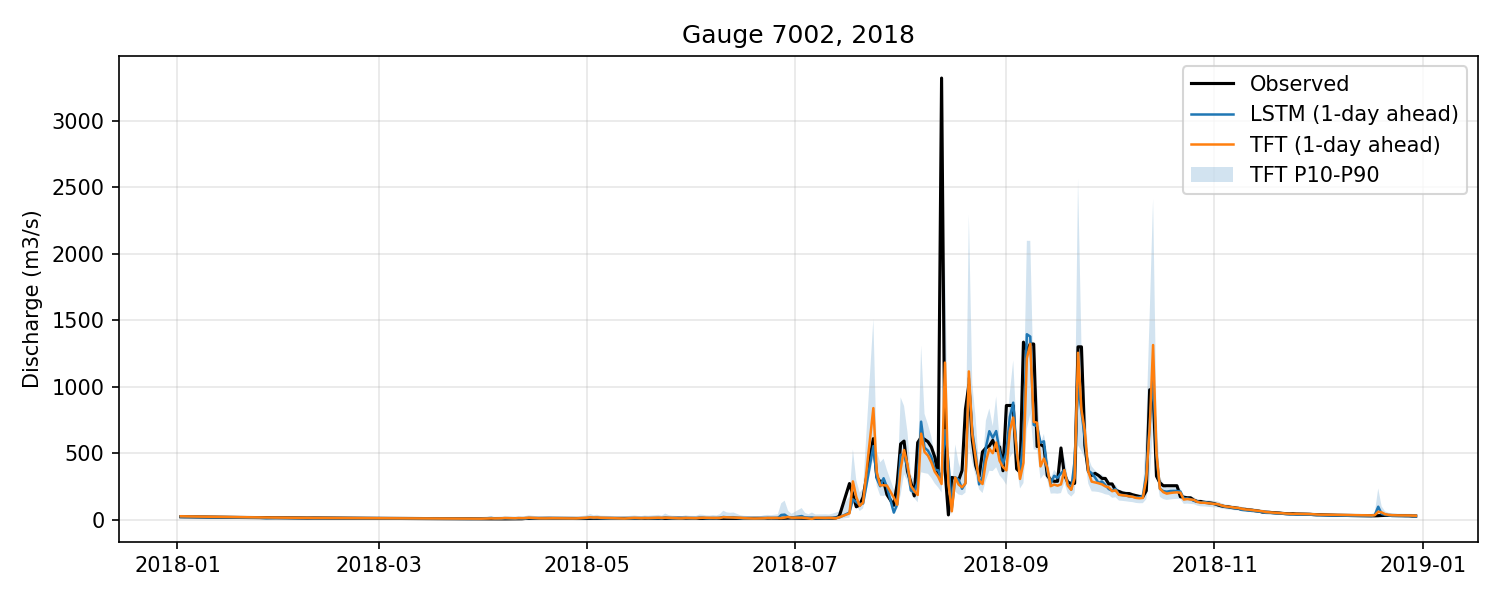 Gauge 7002, 2018
Observed
LSTM (1-day ahead)
TFT (1-day ahead)
TFT P10-P90
Discharge (m3/s)
3000
2500
2000
1500
1000
500
0
2018-01 2018-03 2018-05 2018-07 2018-09 2018-11 2019-01